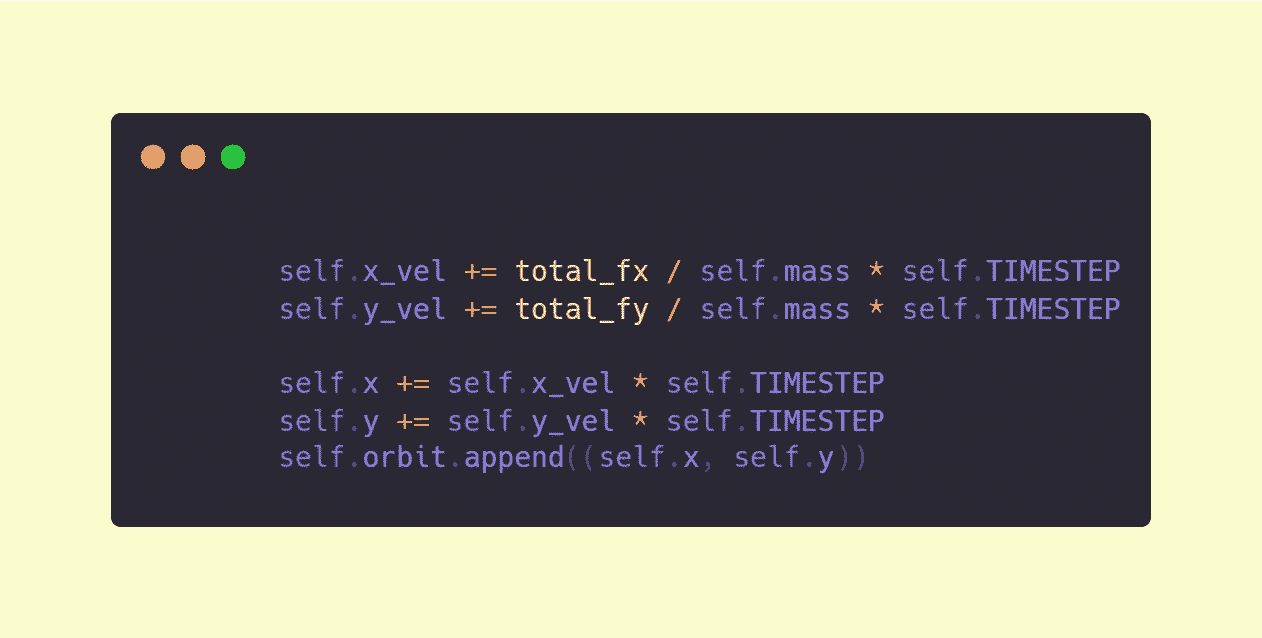 self.x_vel += total_fx / self.mass * self.TIMESTEP
self.y_vel += total_fy / self.mass * self.TIMESTEP
self.x += self.x_vel * self.TIMESTEP
self.y += self.y_vel * self.TIMESTEP
self.orbit.append((self.x, self.y))